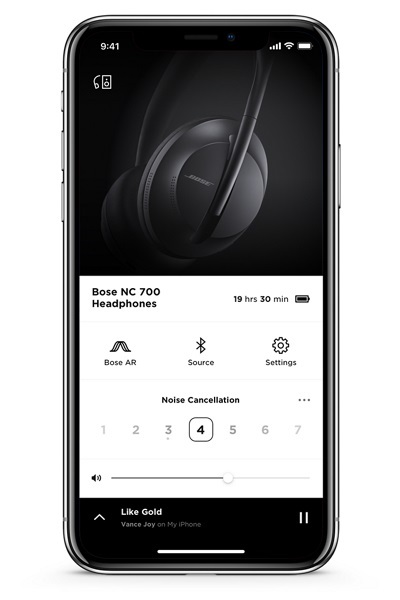 9:41
BOSE
Bose NC 700
Headphones
19 hrs 30 min
Bose AR
Source
Settings
Noise Cancellation
1 2 3 4 5 6 7
Like Gold
Vance Joy on My iPhone